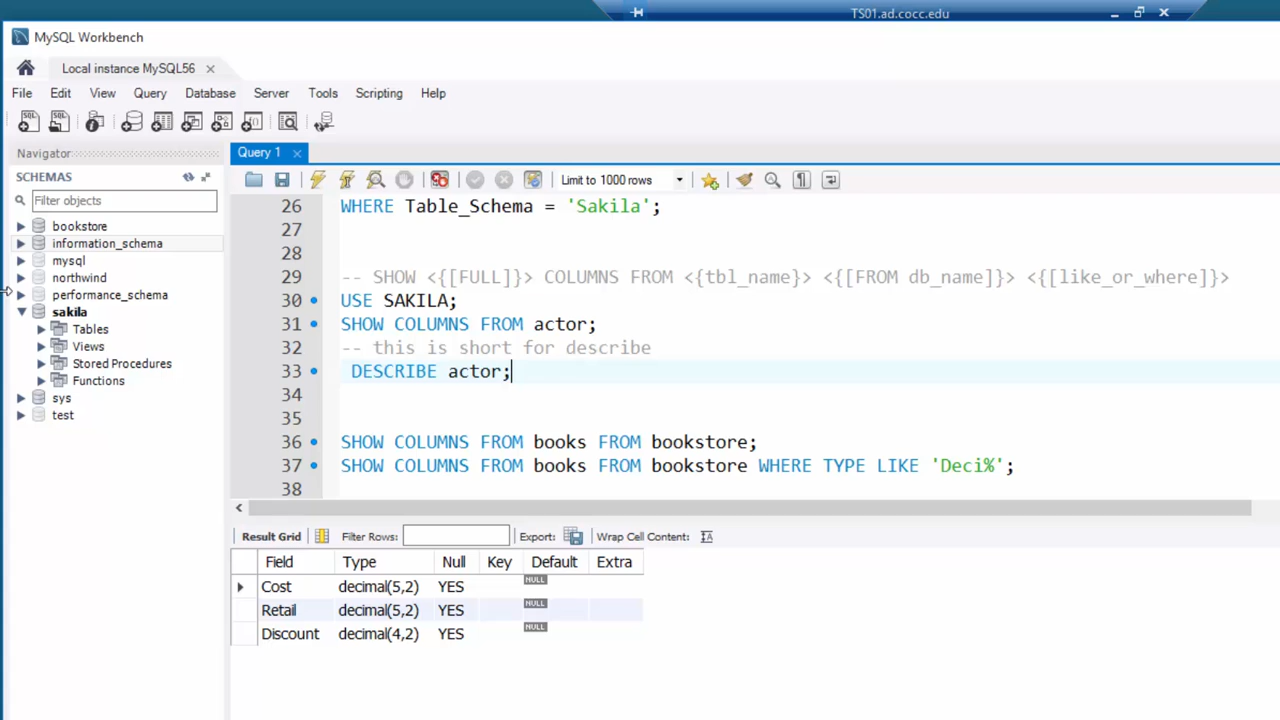 TS01.ad.cocc.edu
MySQL Workbench
Local instance MySQL56
File Edit View Query Database Server Tools Scripting Help
Navigator
SCHEMAS
Filter objects
bookstore
information_schema
mysql
northwind
performance_schema
sakila
Tables
Views
Stored Procedures
Functions
sys
test
Query 1
Limit to 1000 rows
26 WHERE Table_Schema = 'Sakila';
27
28
29 -- SHOW <{[FULL]}> COLUMNS FROM <{tbl_name}> <{[FROM db_name]}> <{[like_or_where]}>
30 USE SAKILA;
31 SHOW COLUMNS FROM actor;
32 -- this is short for describe
33 DESCRIBE actor;
34
35
36 SHOW COLUMNS FROM books FROM bookstore;
37 SHOW COLUMNS FROM books FROM bookstore WHERE TYPE LIKE 'Deci%';
38
Result Grid Filter Rows: Export: Wrap Cell Content:
Field Type Null Key Default Extra
Cost decimal(5,2) YES NULL
Retail decimal(5,2) YES NULL
Discount decimal(4,2) YES NULL